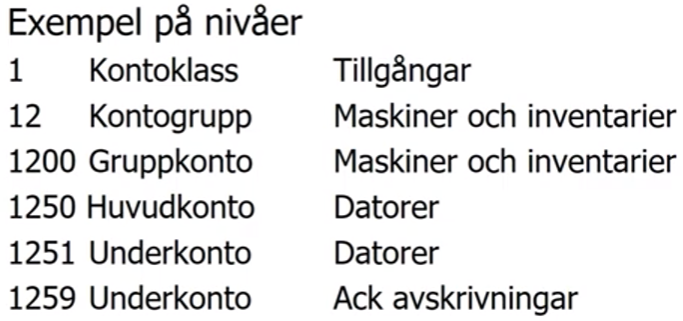 Exempel på nivåer
1 Kontoklass Tillgångar
12 Kontogrupp Maskiner och inventarier
1200 Gruppkonto Maskiner och inventarier
1250 Huvudkonto Datorer
1251 Underkonto Datorer
1259 Underkonto Ack avskrivningar